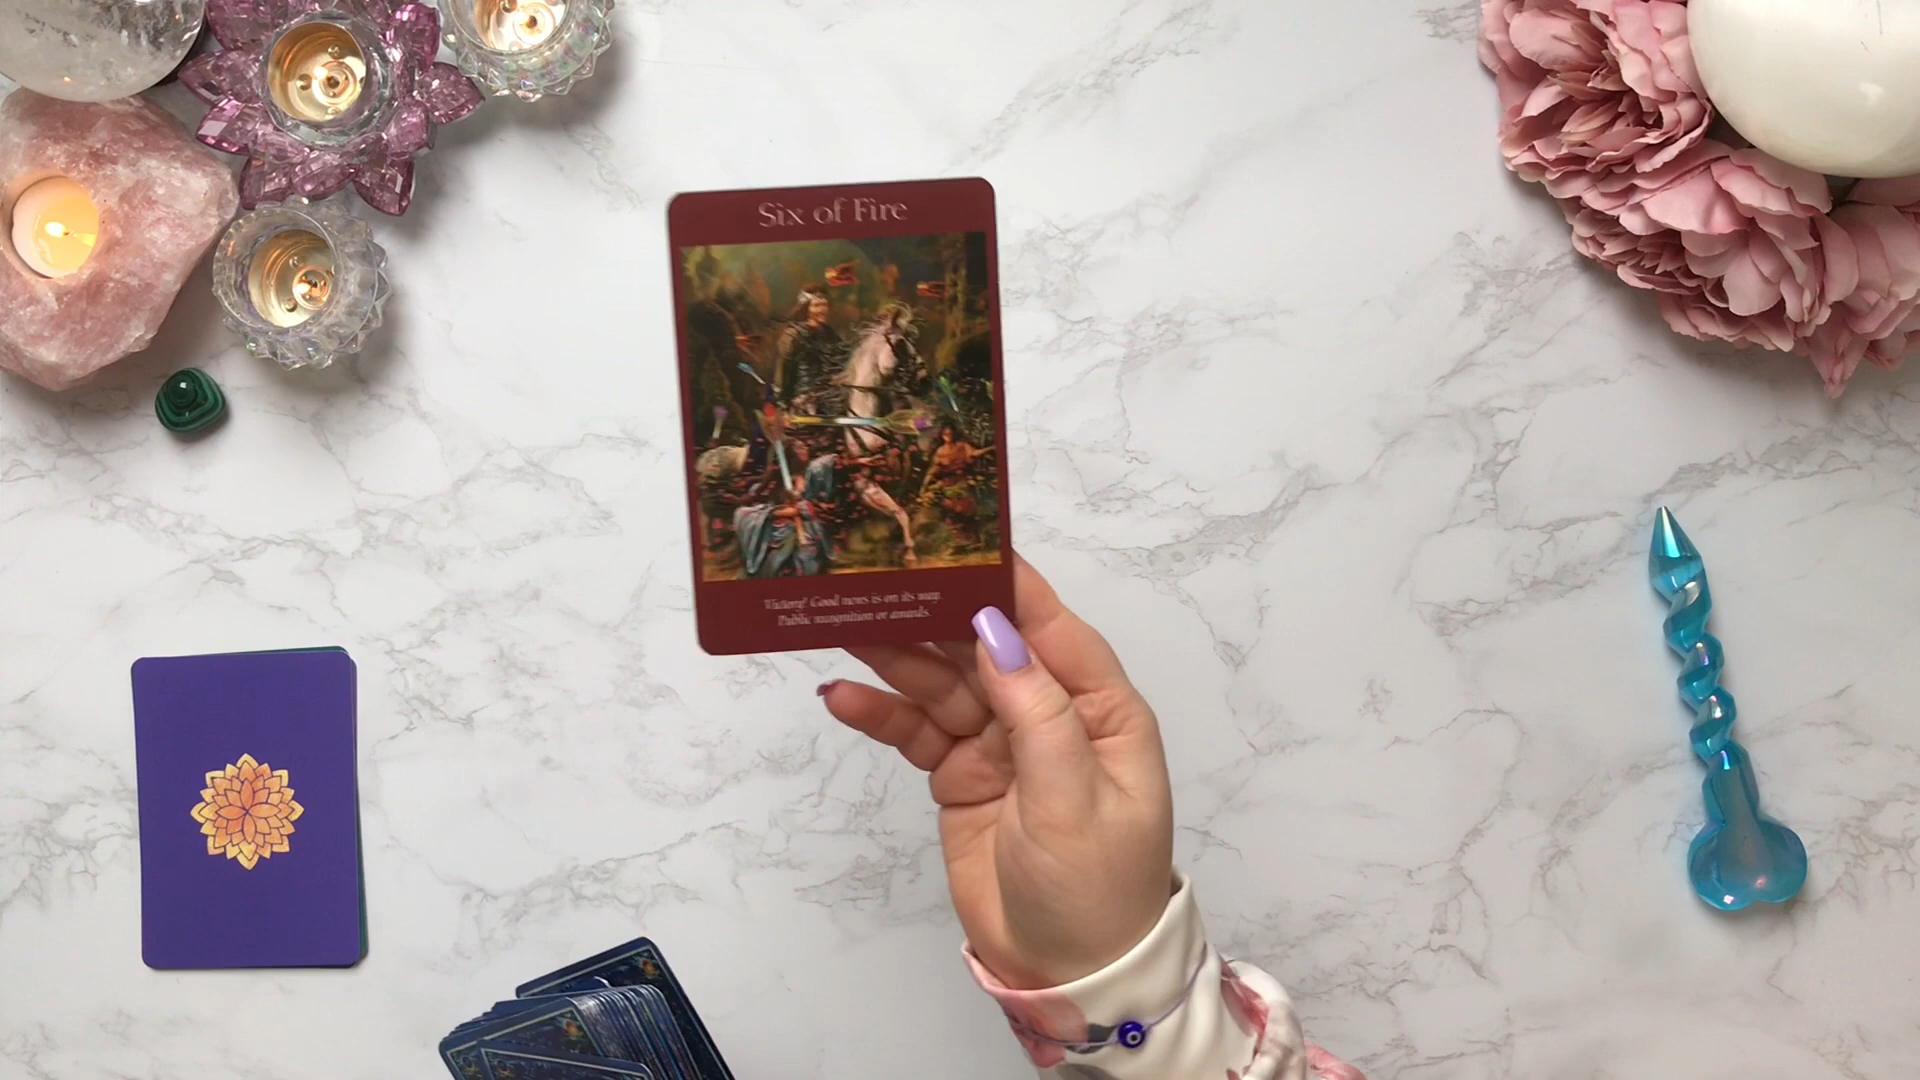 Six of Fire
Victory! Good news is on its way.
Public recognition or awards.